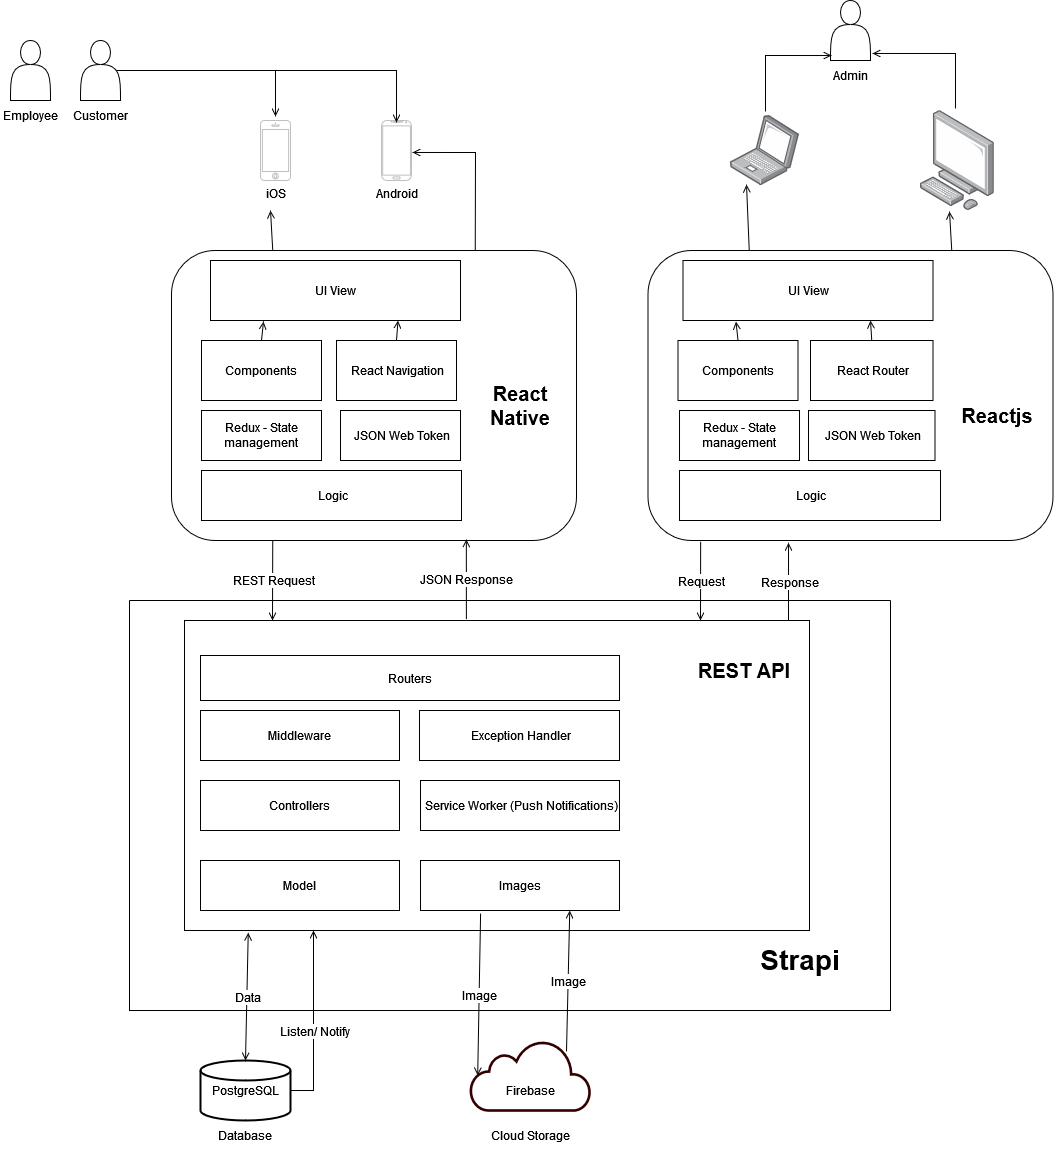 Admin
Employee
Customer
iOS
Android
UI View
Components
React Navigation
Redux - State
management
JSON Web Token
Logic
React
Native
UI View
Components
React Router
Redux - State
management
JSON Web Token
Logic
Reactjs
REST Request
JSON Response
Request
Response
REST API
Routers
Middleware
Exception Handler
Controllers
Service Worker (Push Notifications)
Model
Images
Strapi
Data
Listen/ Notify
Image
Image
PostgreSQL
Database
Firebase
Cloud Storage